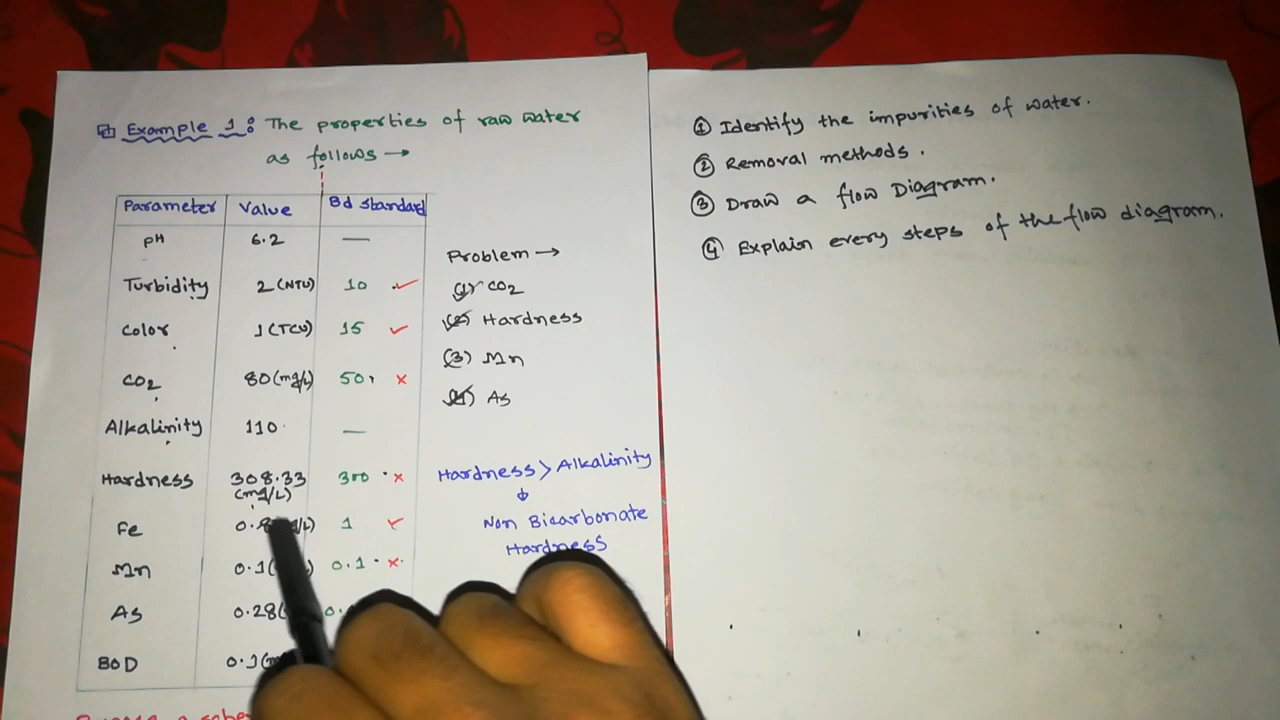 Example 1: The properties of raw water
as follows →
Parameter Value Bd standard
pH 6.2 —
Turbidity 2 (NTU) 10 ✓
Color 1 (TCU) 15 ✓
CO2 80 (mg/L) 50 ×
Alkalinity 110 —
Hardness 308.33 300 ×
(mg/L)
Fe 1 ✓
Mn 0.1 0.1 ×
As 0.28
BOD 0.1
Problem →
(1) CO2
(2) Hardness
(3) Mn
(4) As
Hardness > Alkalinity
↓
Non Bicarbonate
Hardness
① Identify the impurities of water.
② Removal methods.
③ Draw a flow Diagram.
④ Explain every steps of the flow diagram.